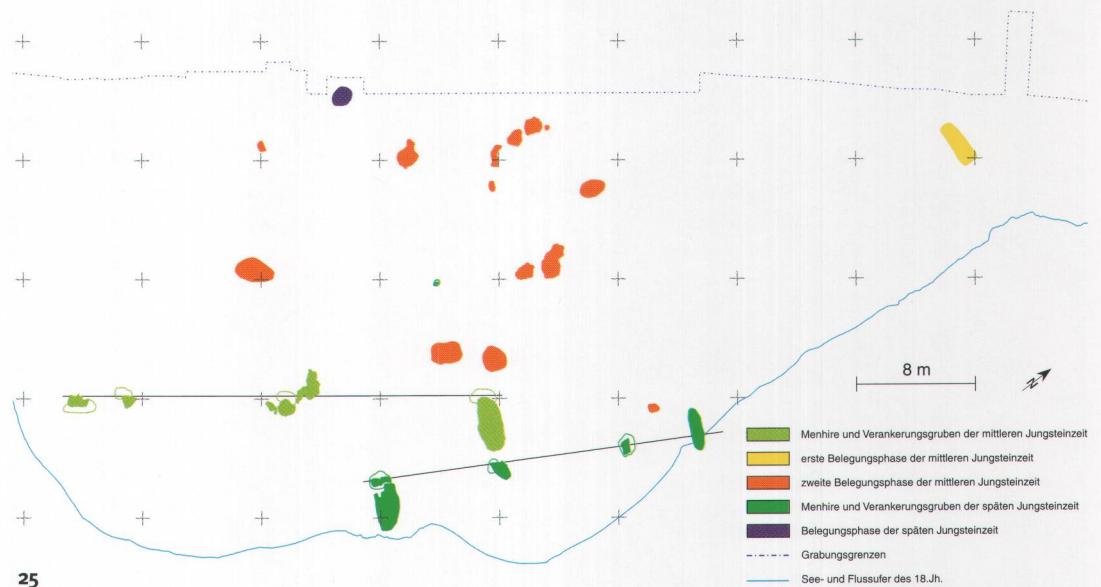 8 m
N
Menhire und Verankerungsgruben der mittleren Jungsteinzeit
erste Belegungsphase der mittleren Jungsteinzeit
zweite Belegungsphase der mittleren Jungsteinzeit
Menhire und Verankerungsgruben der späten Jungsteinzeit
Belegungsphase der späten Jungsteinzeit
Grabungsgrenzen
See- und Flussufer des 18.Jh.
25